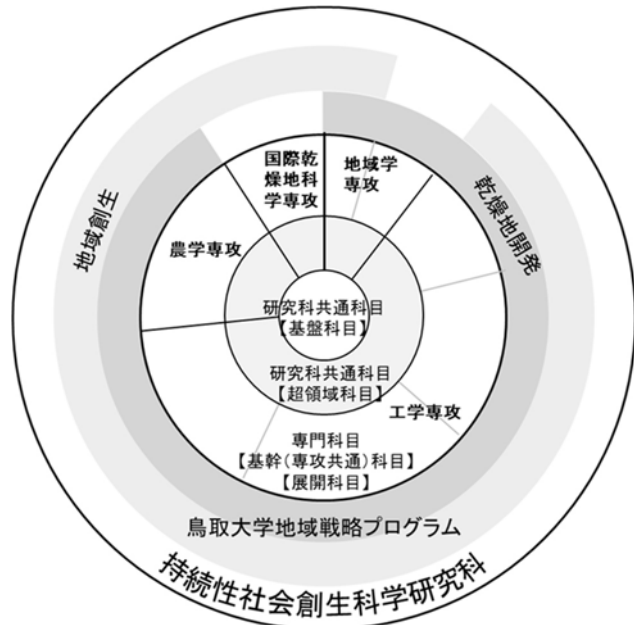 国際乾
燥地科
学専攻
地域学
専攻
農学専攻
地域創生
乾燥地開発
研究科共通科目
【基盤科目】
研究科共通科目
【超領域科目】
工学専攻
専門科目
【基幹(専攻共通)科目】
【展開科目】
鳥取大学地域戦略プログラム
持続性社会創生科学研究科